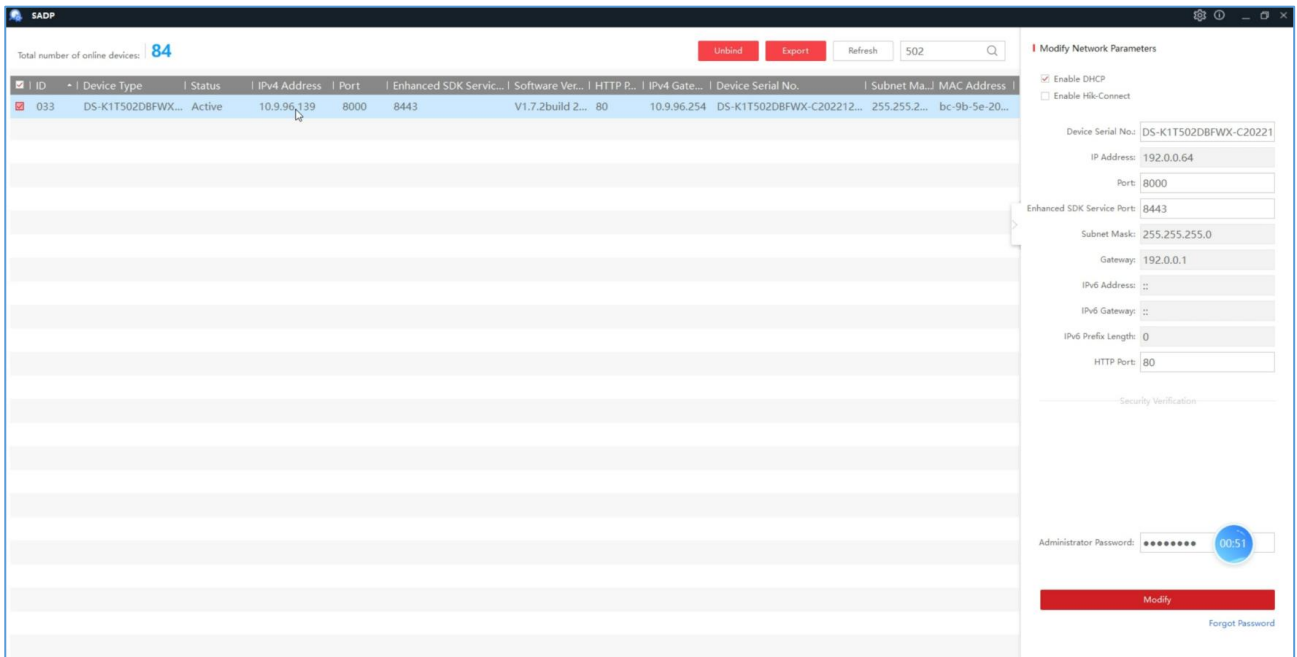 SADP
Total number of online devices: 84
Unbind
Export
Refresh
502
ID | Device Type | Status | IPv4 Address | Port | Enhanced SDK Servic... | Software Ver... | HTTP P... | IPv4 Gate... | Device Serial No. | Subnet Ma... | MAC Address
033 DS-K1T502DBFWX... Active 10.9.96.139 8000 8443 V1.7.2build 2... 80 10.9.96.254 DS-K1T502DBFWX-C202212... 255.255.2... bc-9b-5e-20...
Modify Network Parameters
Enable DHCP
Enable Hik-Connect
Device Serial No.: DS-K1T502DBFWX-C20221
IP Address: 192.0.0.64
Port: 8000
Enhanced SDK Service Port: 8443
Subnet Mask: 255.255.255.0
Gateway: 192.0.0.1
IPv6 Address: ::
IPv6 Gateway: ::
IPv6 Prefix Length: 0
HTTP Port: 80
Security Verification
Administrator Password: ●●●●●●●● 00:51
Modify
Forgot Password